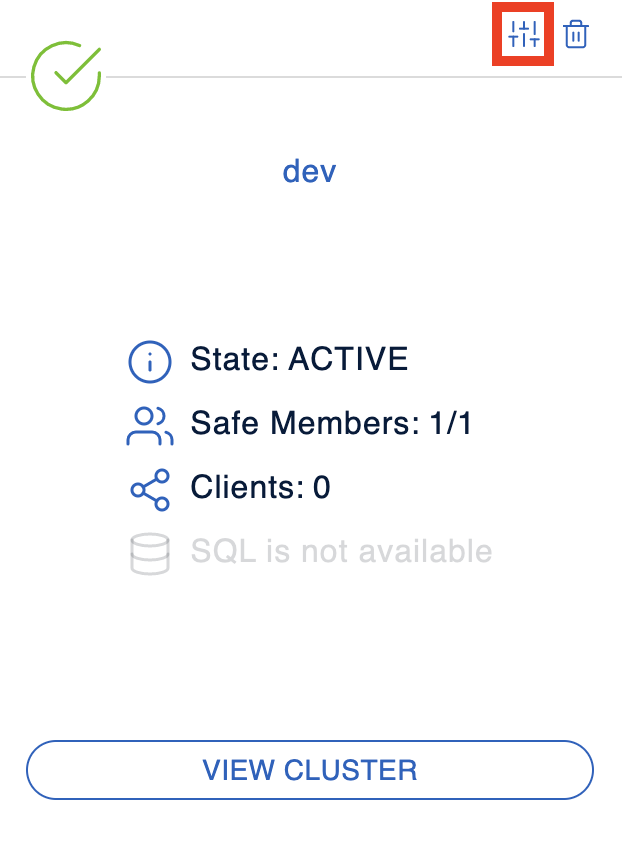 dev
State: ACTIVE
Safe Members: 1/1
Clients: 0
SQL is not available
VIEW CLUSTER